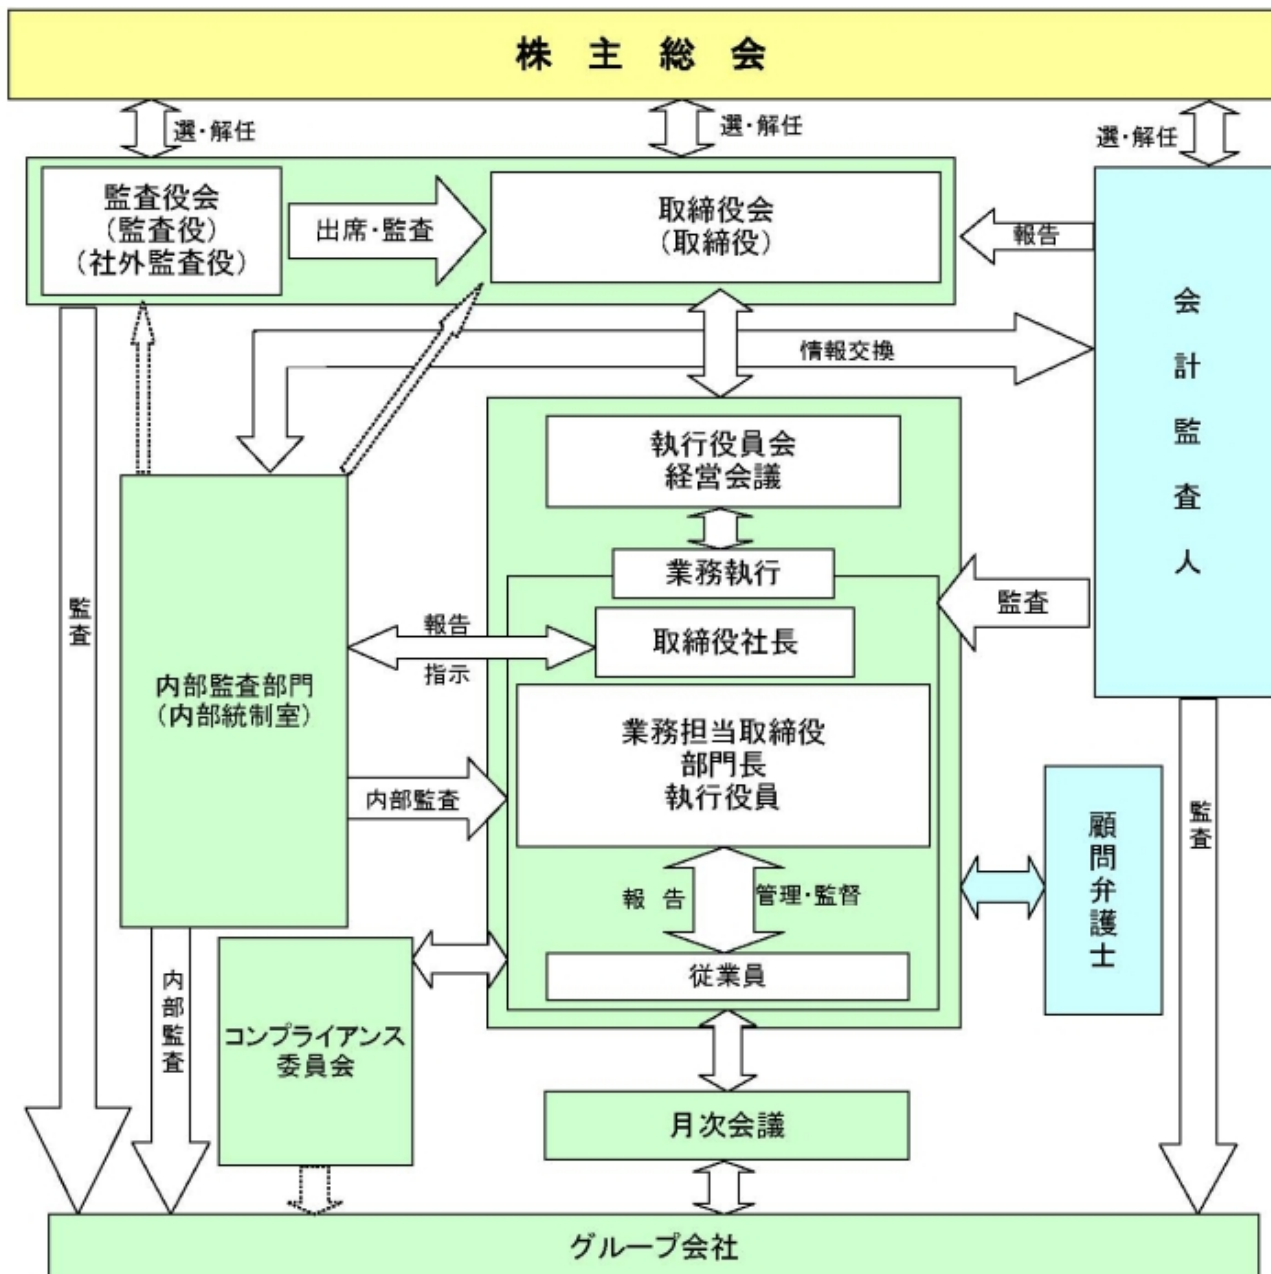 株主総会
選・解任
選・解任
選・解任
監査役会
（監査役）
（社外監査役）
出席・監査
取締役会
（取締役）
報告
会計監査人
情報交換
執行役員会
経営会議
業務執行
監査
監査
報告
指示
取締役社長
内部監査部門
（内部統制室）
業務担当取締役
部門長
執行役員
内部監査
顧問弁護士
監査
報告
管理・監督
従業員
内部監査
コンプライアンス
委員会
月次会議
グループ会社